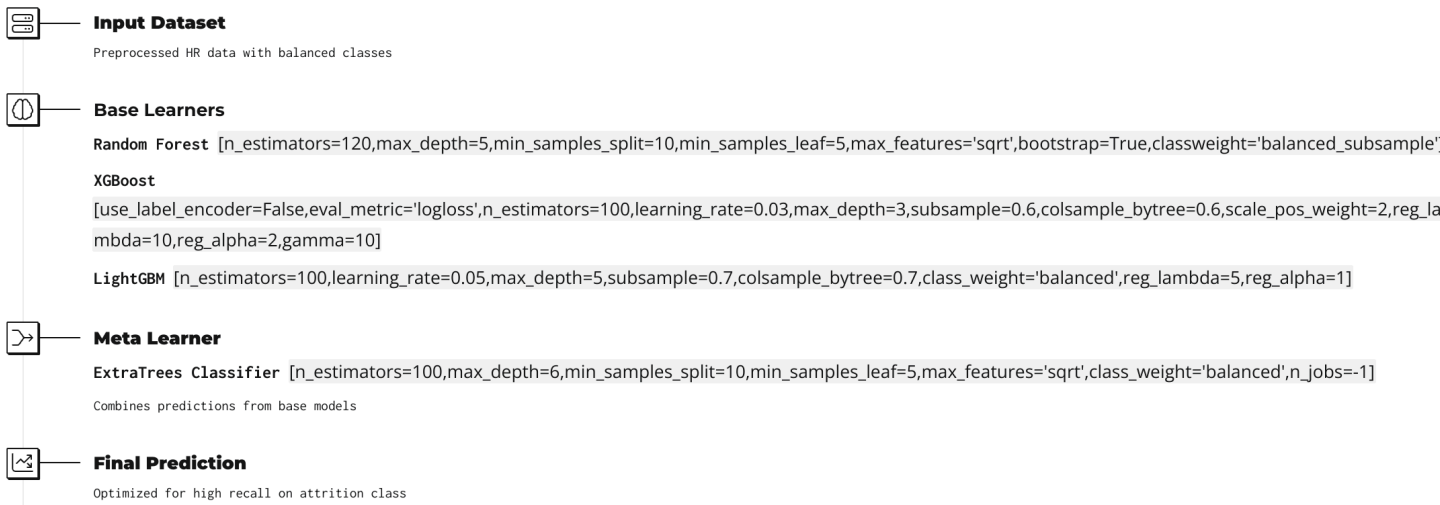 Input Dataset
Preprocessed HR data with balanced classes
Base Learners
Random Forest [n_estimators=120,max_depth=5,min_samples_split=10,min_samples_leaf=5,max_features='sqrt',bootstrap=True,classweight='balanced_subsample']
XGBoost
[use_label_encoder=False,eval_metric='logloss',n_estimators=100,learning_rate=0.03,max_depth=3,subsample=0.6,colsample_bytree=0.6,scale_pos_weight=2,reg_la
mbda=10,reg_alpha=2,gamma=10]
LightGBM [n_estimators=100,learning_rate=0.05,max_depth=5,subsample=0.7,colsample_bytree=0.7,class_weight='balanced',reg_lambda=5,reg_alpha=1]
Meta Learner
ExtraTrees Classifier [n_estimators=100,max_depth=6,min_samples_split=10,min_samples_leaf=5,max_features='sqrt',class_weight='balanced',n_jobs=-1]
Combines predictions from base models
Final Prediction
Optimized for high recall on attrition class